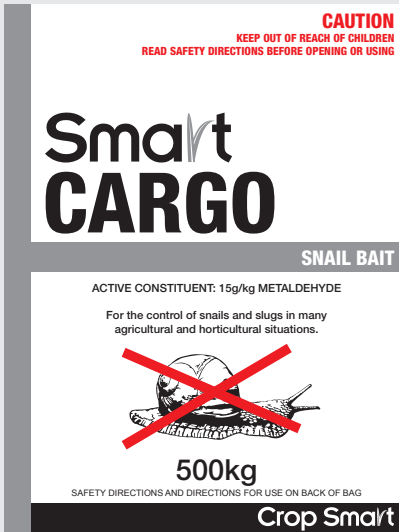 CAUTION
KEEP OUT OF REACH OF CHILDREN
READ SAFETY DIRECTIONS BEFORE OPENING OR USING
Smart
CARGO
SNAIL BAIT
ACTIVE CONSTITUENT: 15g/kg METALDEHYDE
For the control of snails and slugs in many
agricultural and horticultural situations.
500kg
SAFETY DIRECTIONS AND DIRECTIONS FOR USE ON BACK OF BAG
Crop Smart